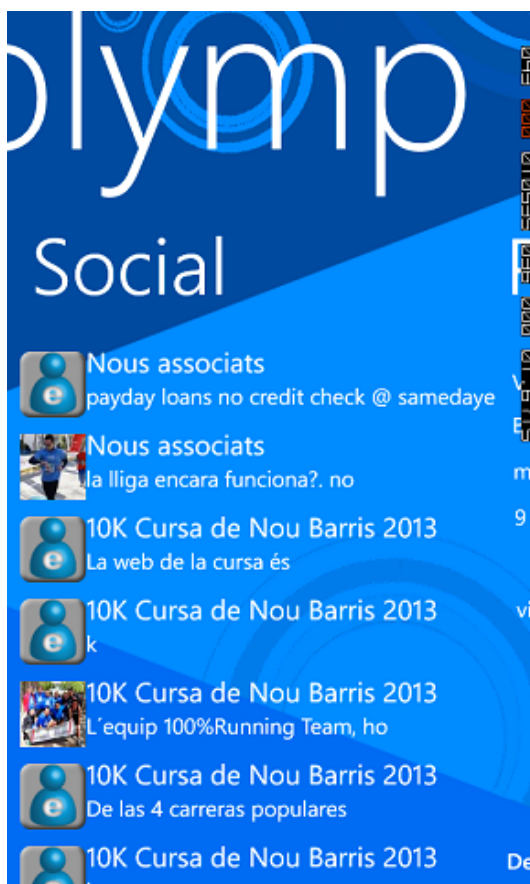 olymp
Social
Nous associats
payday loans no credit check @ samedaye
Nous associats
la lliga encara funciona?. no
10K Cursa de Nou Barris 2013
La web de la cursa és
10K Cursa de Nou Barris 2013
k
10K Cursa de Nou Barris 2013
L´equip 100%Running Team, ho
10K Cursa de Nou Barris 2013
De las 4 carreras populares
10K Cursa de Nou Barris 2013
9
De